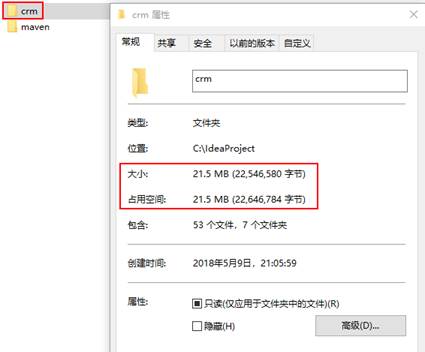 crm
maven
crm 属性
常规 共享 安全 以前的版本 自定义
crm
类型: 文件夹
位置: C:\IdeaProject
大小: 21.5 MB (22,546,580 字节)
占用空间: 21.5 MB (22,646,784 字节)
包含: 53 个文件，7 个文件夹
创建时间: 2018年5月9日，21:05:59
属性: 只读(仅应用于文件夹中的文件)(R)
隐藏(H) 高级(D)...